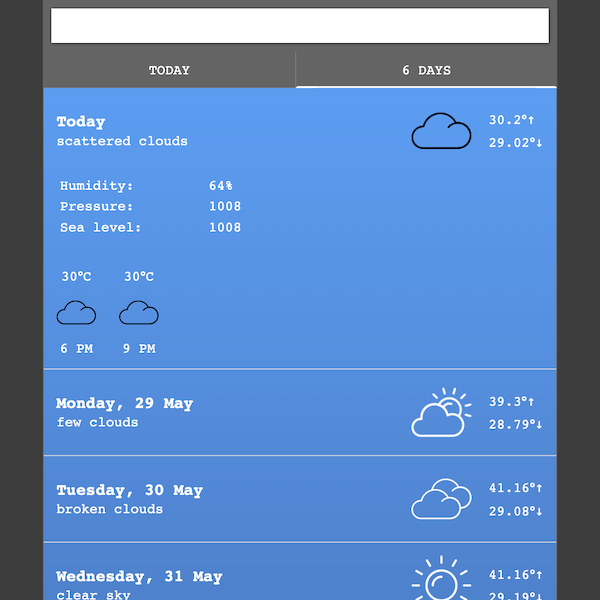 TODAY 6 DAYS
Today
scattered clouds
30.2°↑
29.02°↓
Humidity: 64%
Pressure: 1008
Sea level: 1008
30°C 30°C
6 PM 9 PM
Monday, 29 May
few clouds
39.3°↑
28.79°↓
Tuesday, 30 May
broken clouds
41.16°↑
29.08°↓
Wednesday, 31 May
clear sky
41.16°↑
29.19°↓